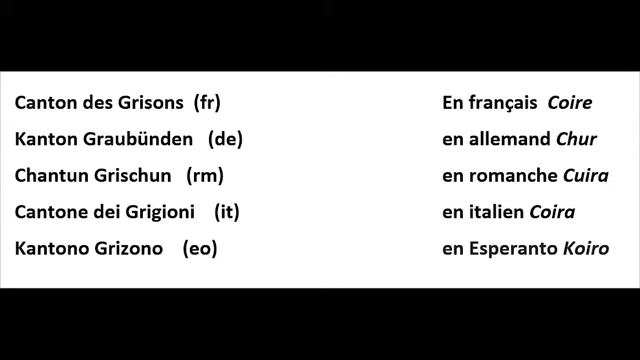 Canton des Grisons (fr) En français Coire
Kanton Graubünden (de) en allemand Chur
Chantun Grischun (rm) en romanche Cuira
Cantone dei Grigioni (it) en italien Coira
Kantono Grizono (eo) en Esperanto Koiro